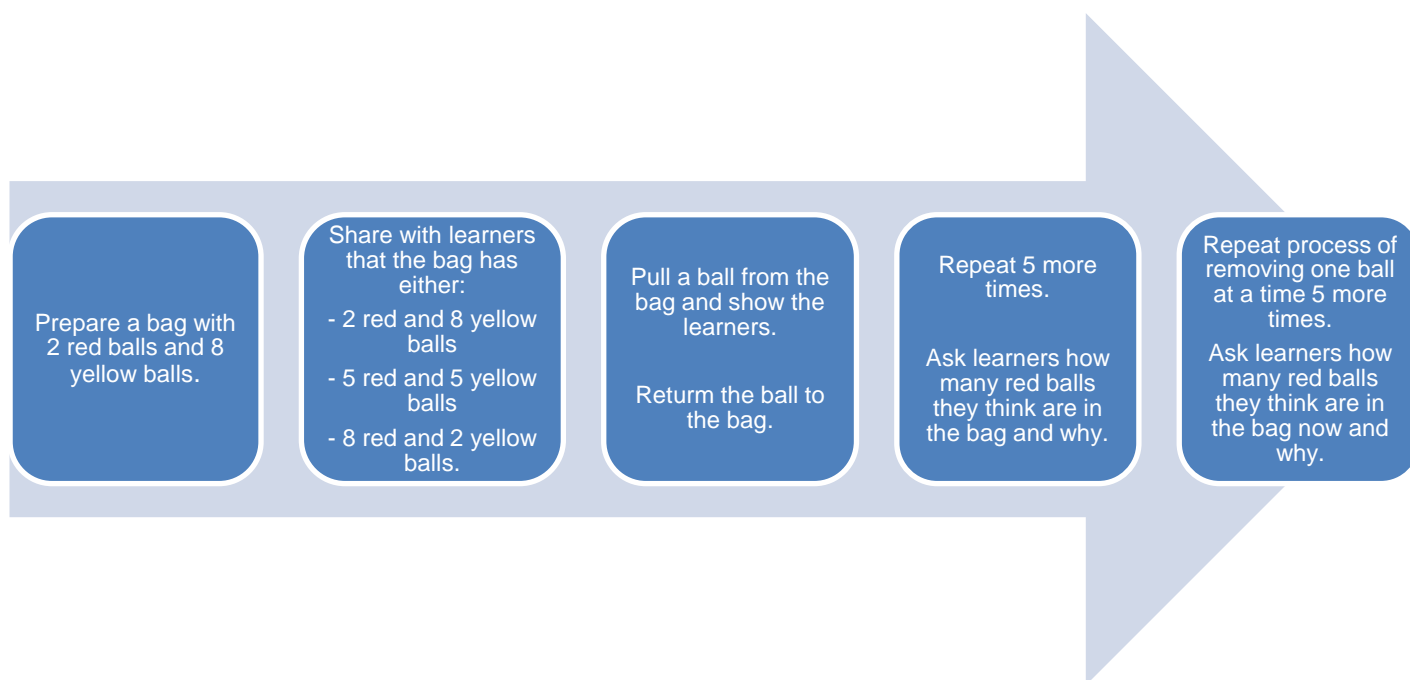 Prepare a bag with
2 red balls and 8
yellow balls.
Share with learners
that the bag has
either:
- 2 red and 8 yellow
balls
- 5 red and 5 yellow
balls
- 8 red and 2 yellow
balls.
Pull a ball from the
bag and show the
learners.
Returm the ball to
the bag.
Repeat 5 more
times.
Ask learners how
many red balls
they think are in
the bag and why.
Repeat process of
removing one ball
at a time 5 more
times.
Ask learners how
many red balls
they think are in
the bag now and
why.